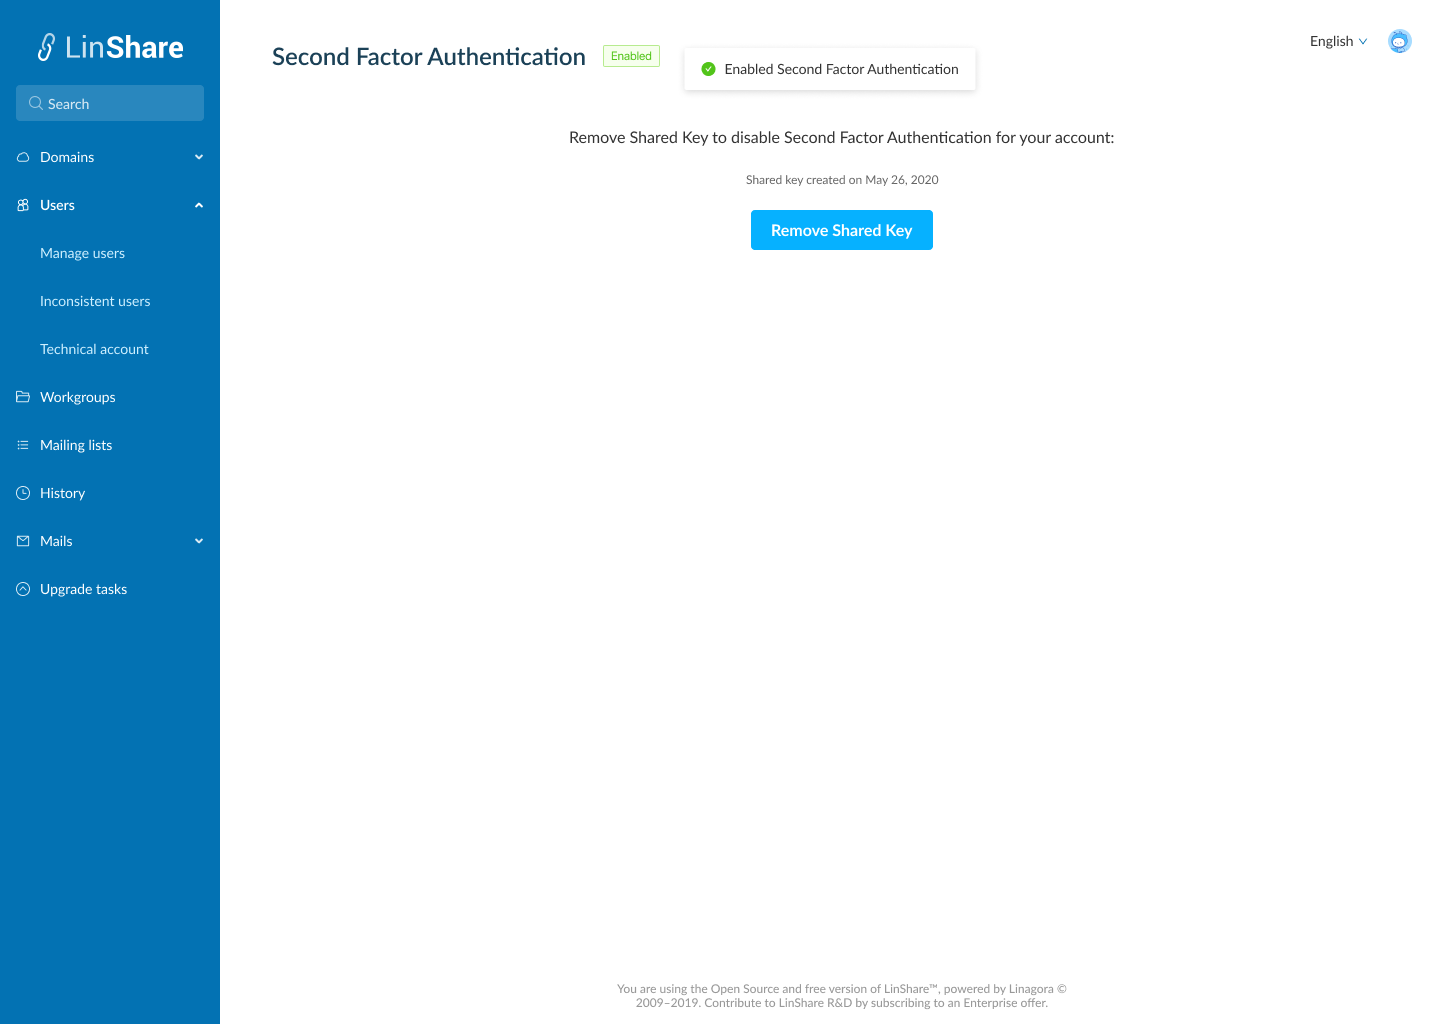 LinShare
Search
Domains
Users
Manage users
Inconsistent users
Technical account
Workgroups
Mailing lists
History
Mails
Upgrade tasks
Second Factor Authentication
Enabled
Enabled Second Factor Authentication
English
Remove Shared Key to disable Second Factor Authentication for your account:
Shared key created on May 26, 2020
Remove Shared Key
You are using the Open Source and free version of LinShare™, powered by Linagora ©
2009–2019. Contribute to LinShare R&D by subscribing to an Enterprise offer.